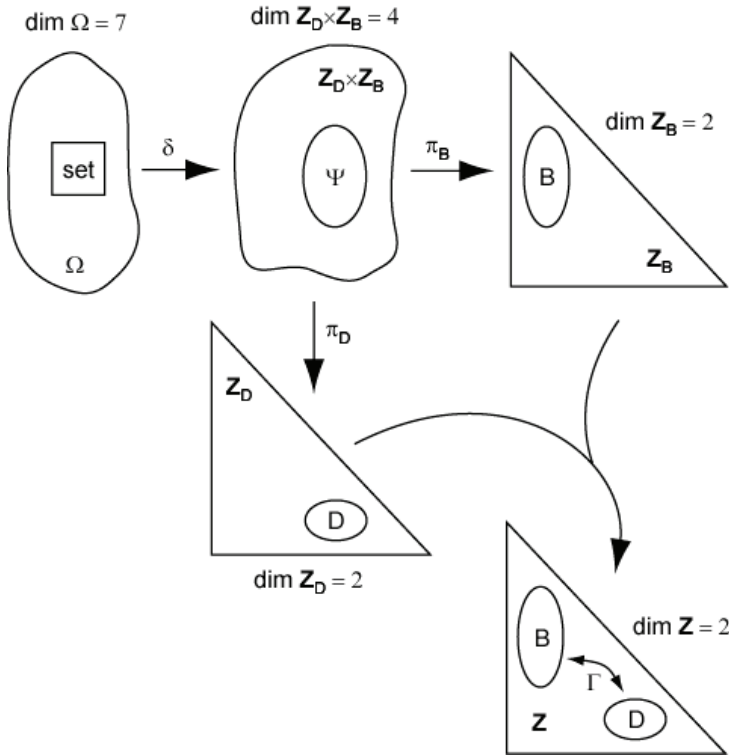 dim Ω = 7
dim Z_D×Z_B = 4
Z_D×Z_B
dim Z_B = 2
set
δ
Ψ
π_B
B
Ω
Z_B
π_D
Z_D
D
dim Z_D = 2
B
dim Z = 2
Γ
Z
D